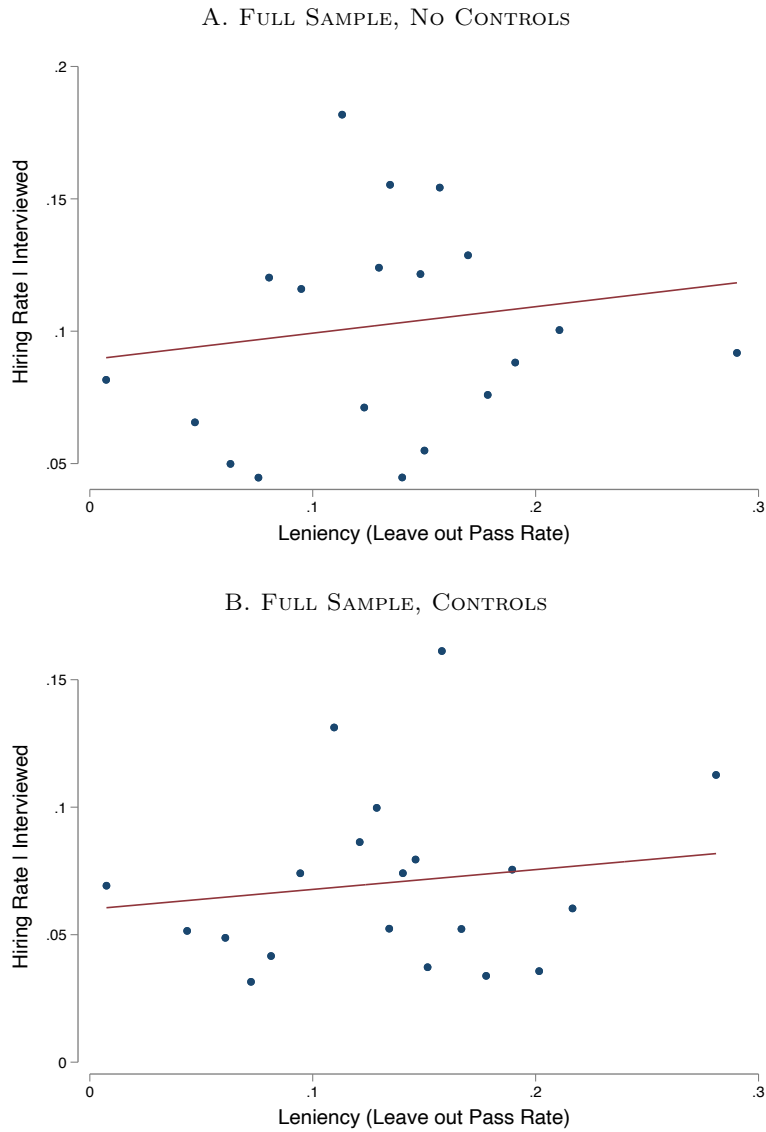 A. Full Sample, No Controls
.2
.15
.1
.05
Hiring Rate | Interviewed
0 .1 .2 .3
Leniency (Leave out Pass Rate)
B. Full Sample, Controls
.15
.1
.05
0
Hiring Rate | Interviewed
0 .1 .2 .3
Leniency (Leave out Pass Rate)